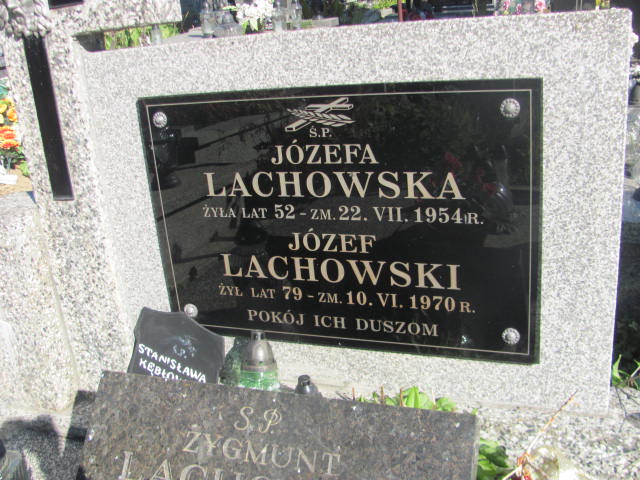 Ś.P.
JÓZEFA
LACHOWSKA
ŻYŁA LAT 52 - ZM. 22. VII. 1954 R.
JÓZEF
LACHOWSKI
ŻYŁ LAT 79 - ZM. 10. VI. 1970 R.
POKÓJ ICH DUSZOM
STANISŁAWA
Ś.P
ZYGMUNT